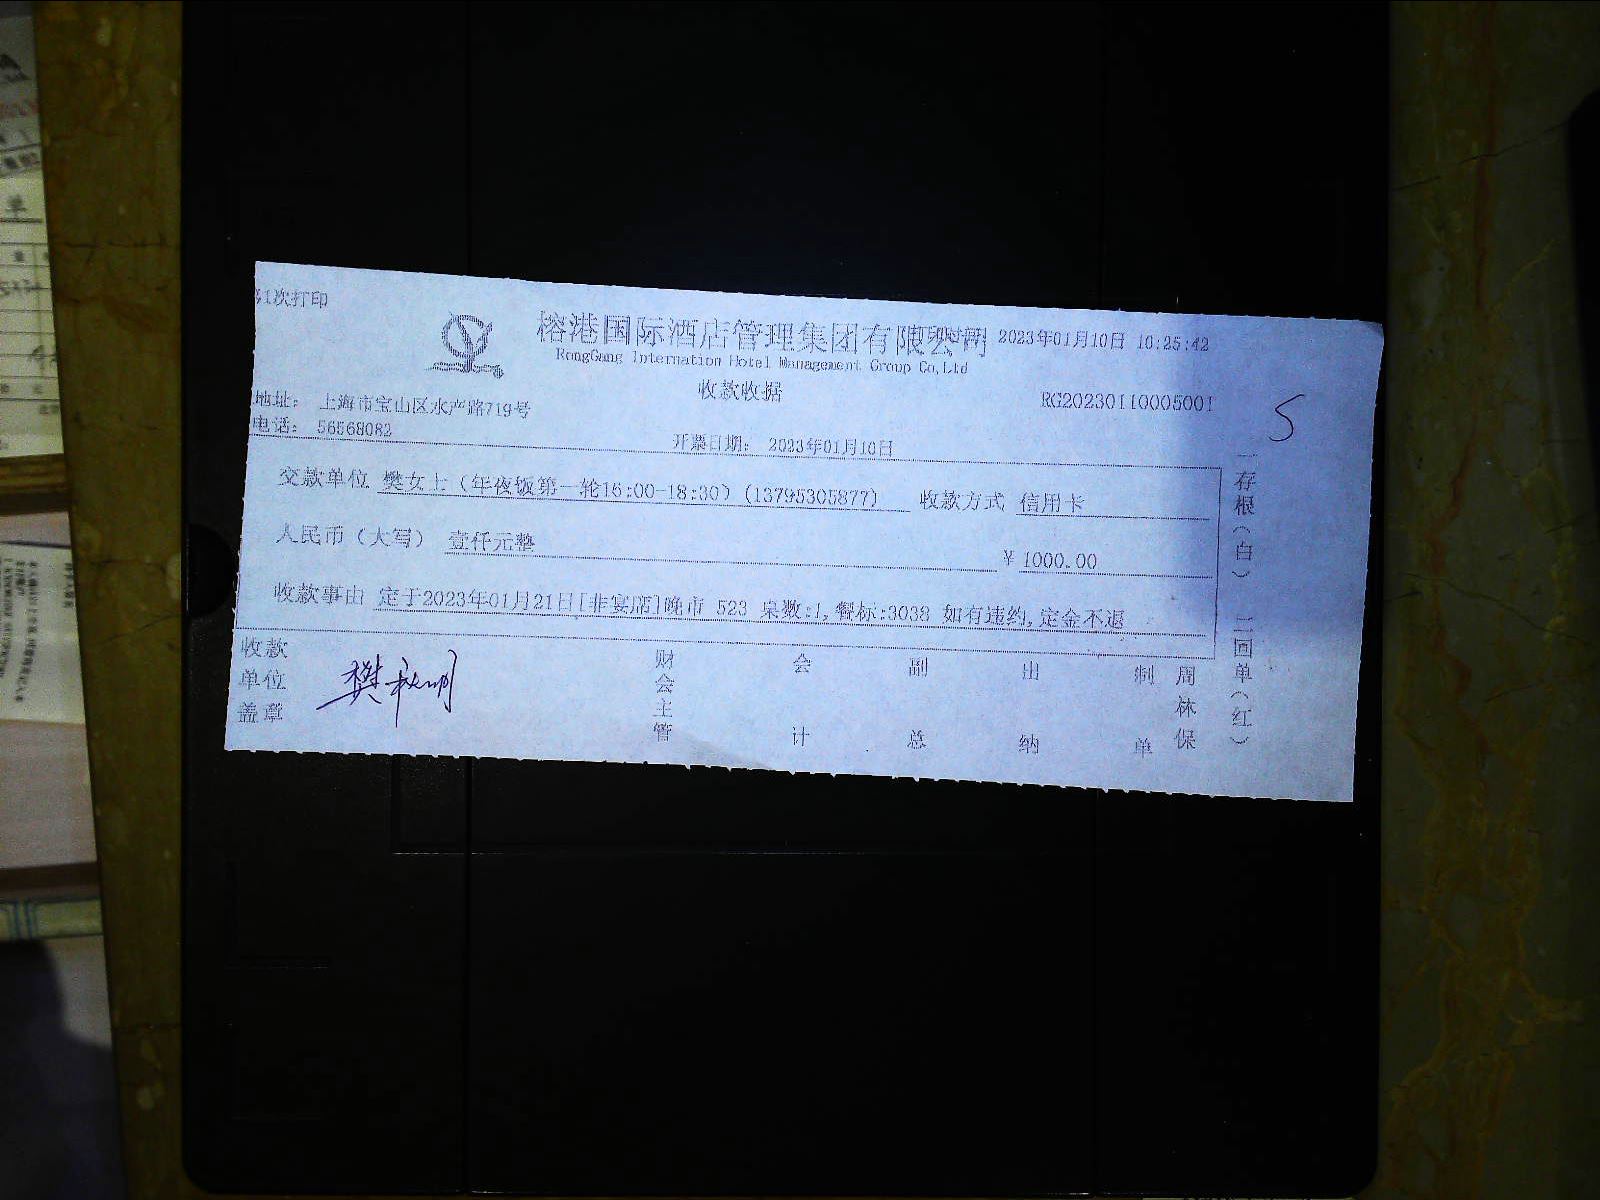 第1次打印
榕港国际酒店管理集团有限公司
打印时间 2023年01月10日 10:25:42
RongGang Internation Hotel Management Group Co,Ltd
收款收据
RG20230110005001
5
地址： 上海市宝山区水产路719号
电话： 56568082
开票日期： 2023年01月10日
交款单位 樊女士（年夜饭第一轮16:00-18:30）(13795305877) 收款方式 信用卡
人民币（大写） 壹仟元整 ￥ 1000.00
收款事由 定于2023年01月21日[非宴席]晚市 523 桌数:1,餐标:3038 如有违约,定金不退
收款单位盖章 樊秋明 财会主管 会计 副总 出纳 制单 周林保
一存根（白） 二回单（红）